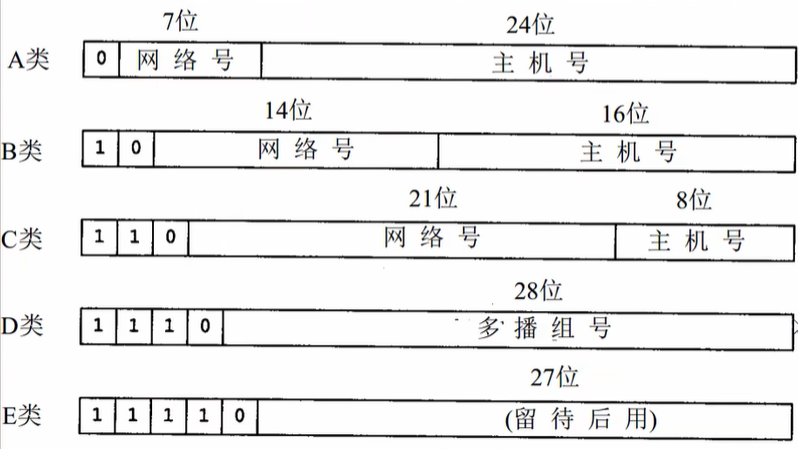 7位 24位
A类 0 网络号 主机号
14位 16位
B类 1 0 网络号 主机号
21位 8位
C类 1 1 0 网络号 主机号
28位
D类 1 1 1 0 多播组号
27位
E类 1 1 1 1 0 (留待后用)